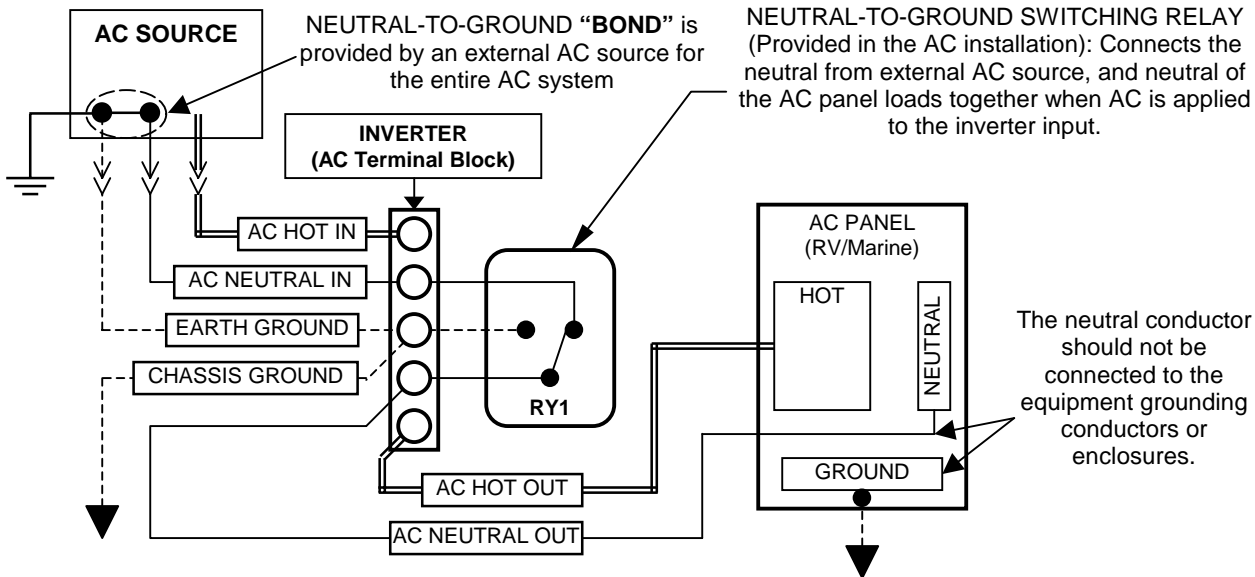 AC SOURCE
NEUTRAL-TO-GROUND “BOND” is
provided by an external AC source for
the entire AC system
NEUTRAL-TO-GROUND SWITCHING RELAY
(Provided in the AC installation): Connects the
neutral from external AC source, and neutral of
the AC panel loads together when AC is applied
to the inverter input.
INVERTER
(AC Terminal Block)
AC HOT IN
AC NEUTRAL IN
EARTH GROUND
CHASSIS GROUND
RY1
AC HOT OUT
AC NEUTRAL OUT
AC PANEL
(RV/Marine)
HOT
NEUTRAL
GROUND
The neutral conductor
should not be
connected to the
equipment grounding
conductors or
enclosures.